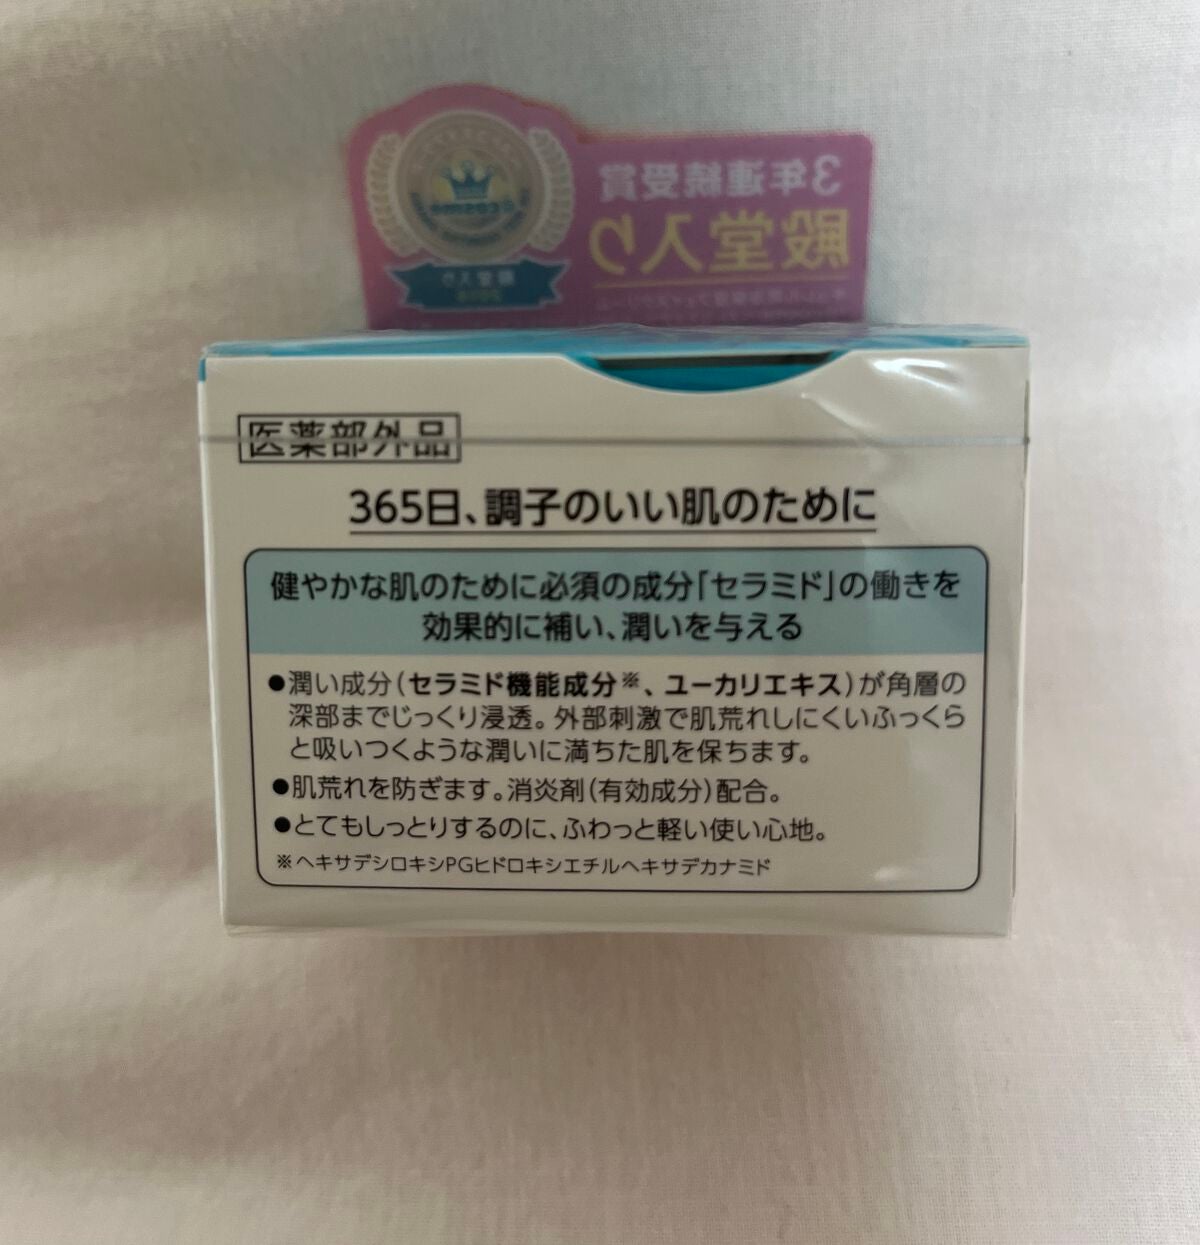 3年連続受賞
殿堂入り
@cosme
殿堂入り
医薬部外品
365日、調子のいい肌のために
健やかな肌のために必須の成分「セラミド」の働きを
効果的に補い、潤いを与える
●潤い成分(セラミド機能成分※、ユーカリエキス)が角層の
深部までじっくり浸透。外部刺激で肌荒れしにくいふっくら
と吸いつくような潤いに満ちた肌を保ちます。
●肌荒れを防ぎます。消炎剤(有効成分)配合。
●とてもしっとりするのに、ふわっと軽い使い心地。
※ヘキサデシロキシPGヒドロキシエチルヘキサデカナミド